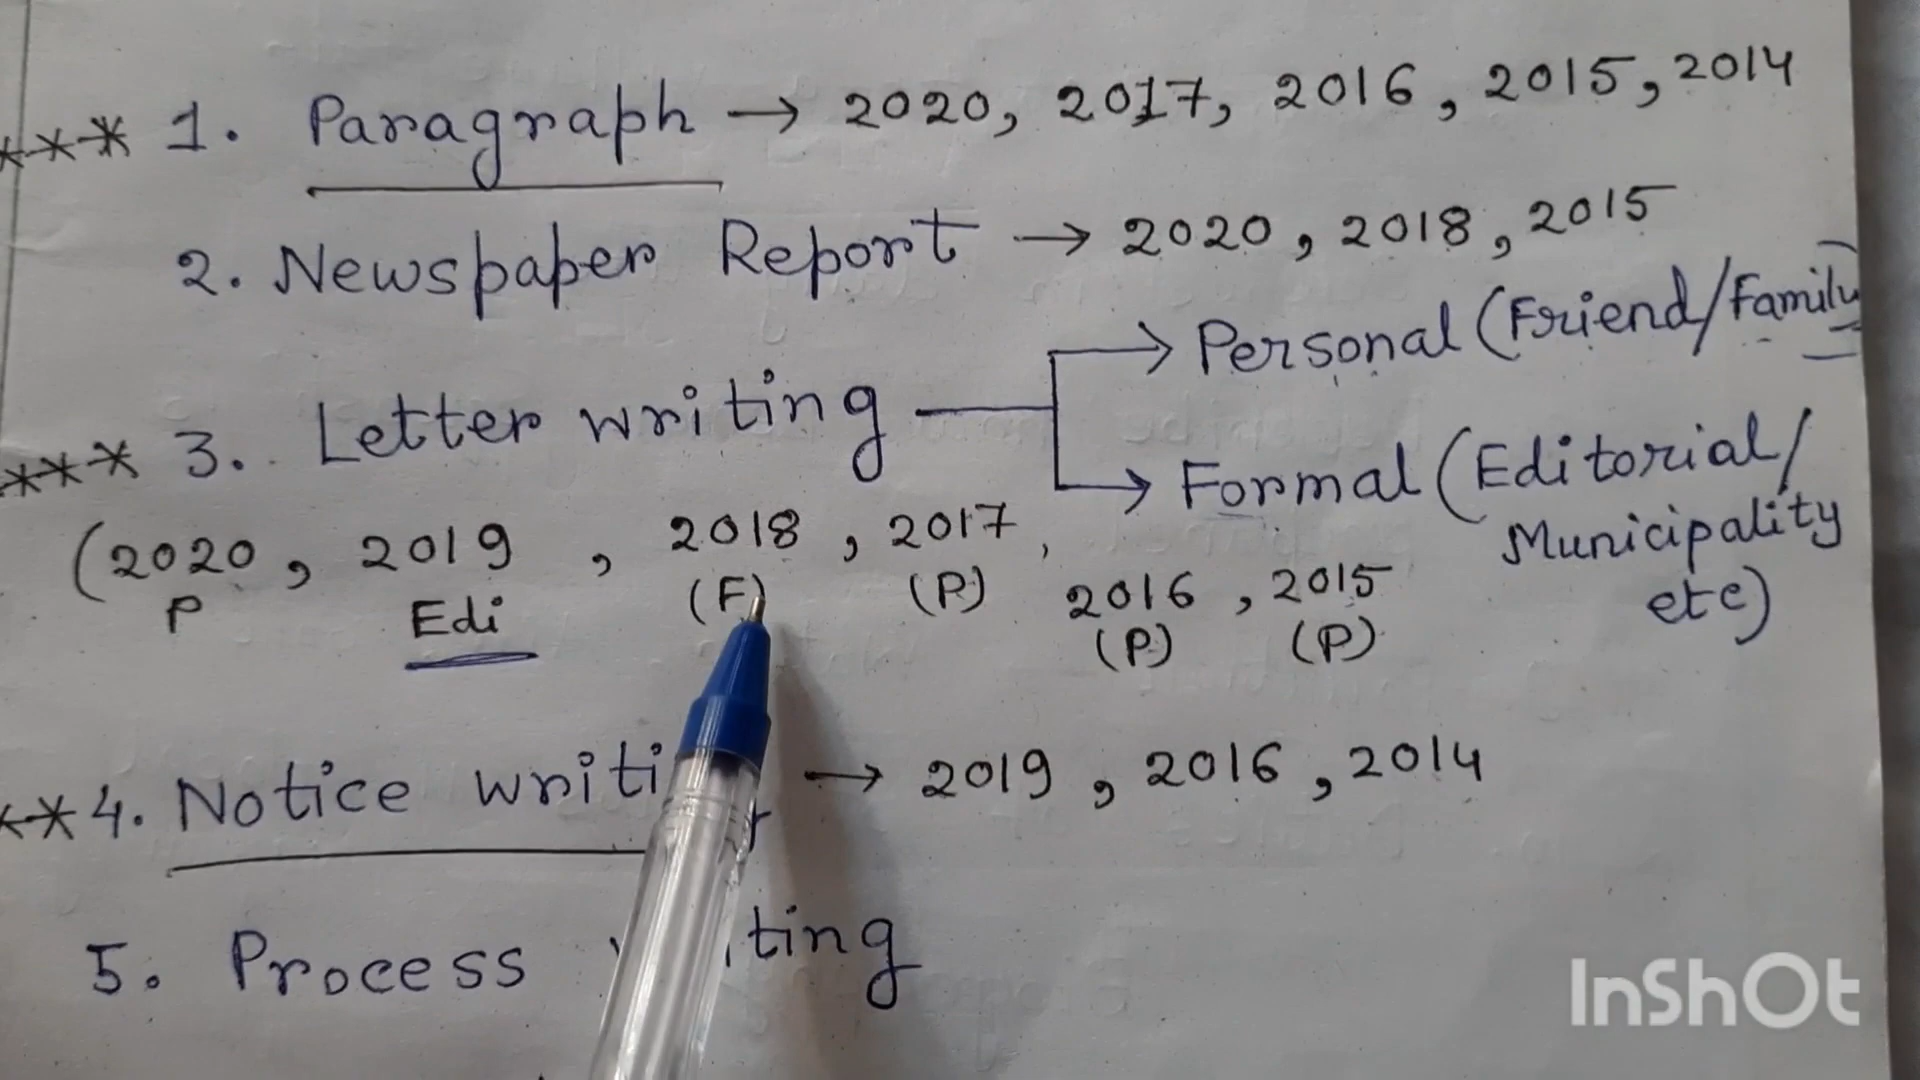 *** 1. Paragraph → 2020, 2017, 2016, 2015, 2014
2. Newspaper Report → 2020, 2018, 2015
→ Personal (Friend/Family)
*** 3. Letter writing
→ Formal (Editorial/
Municipality
etc)
(2020, 2019, 2018, 2017,
P Edi (F) (P)
2016, 2015
(P) (P)
**4. Notice → 2019, 2016, 2014
5. Process
InShOt